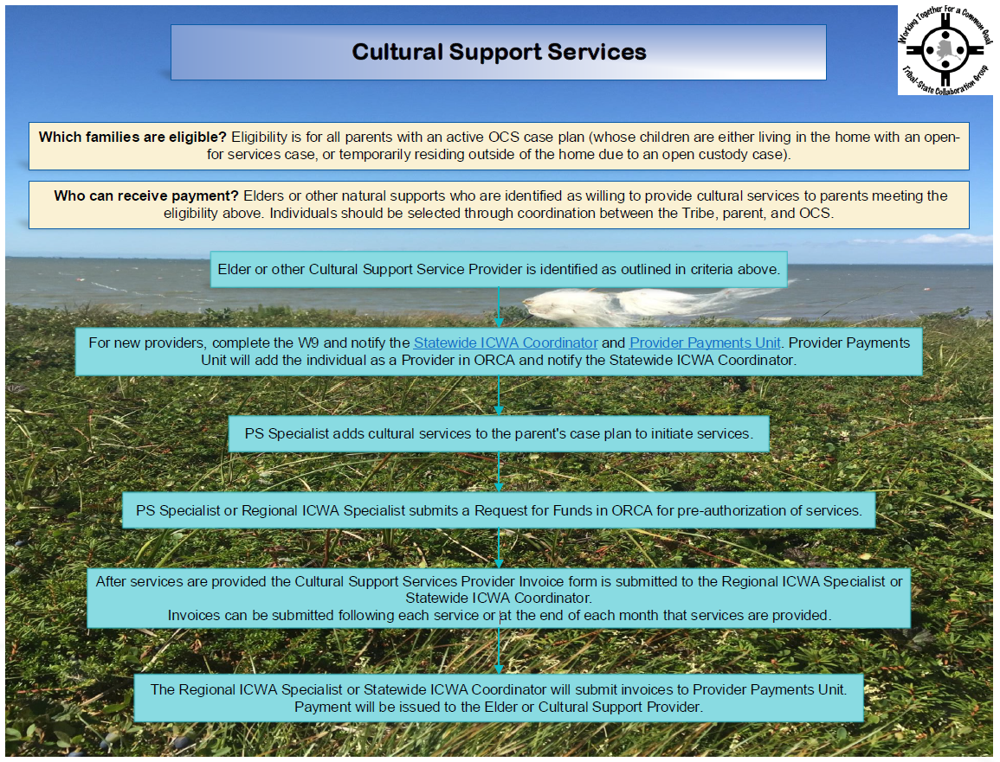 Working Together For a Common Goal
Tribal-State Collaboration Group
Cultural Support Services
Which families are eligible? Eligibility is for all parents with an active OCS case plan (whose children are either living in the home with an open-
for services case, or temporarily residing outside of the home due to an open custody case).
Who can receive payment? Elders or other natural supports who are identified as willing to provide cultural services to parents meeting the
eligibility above. Individuals should be selected through coordination between the Tribe, parent, and OCS.
Elder or other Cultural Support Service Provider is identified as outlined in criteria above.
For new providers, complete the W9 and notify the Statewide ICWA Coordinator and Provider Payments Unit. Provider Payments
Unit will add the individual as a Provider in ORCA and notify the Statewide ICWA Coordinator.
PS Specialist adds cultural services to the parent's case plan to initiate services.
PS Specialist or Regional ICWA Specialist submits a Request for Funds in ORCA for pre-authorization of services.
After services are provided the Cultural Support Services Provider Invoice form is submitted to the Regional ICWA Specialist or
Statewide ICWA Coordinator.
Invoices can be submitted following each service or at the end of each month that services are provided.
The Regional ICWA Specialist or Statewide ICWA Coordinator will submit invoices to Provider Payments Unit.
Payment will be issued to the Elder or Cultural Support Provider.